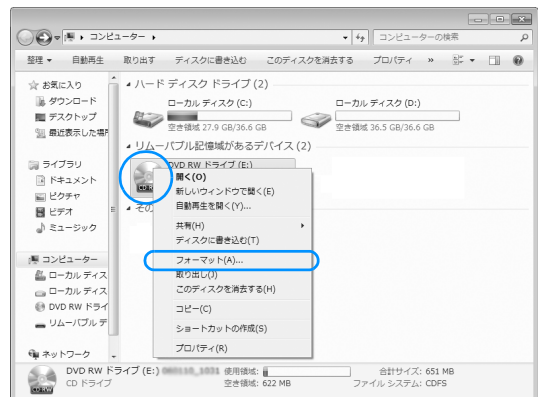 コンピューター
コンピューターの検索
整理 自動再生 取り出す ディスクに書き込む このディスクを消去する プロパティ »
お気に入り
ダウンロード
デスクトップ
最近表示した場所
ライブラリ
ドキュメント
ピクチャ
ビデオ
ミュージック
コンピューター
ローカル ディス
ローカル ディス
DVD RW ドライ
リムーバブル デ
ネットワーク
ハード ディスク ドライブ (2)
ローカル ディスク (C:)
空き領域 27.9 GB/36.6 GB
ローカル ディスク (D:)
空き領域 36.5 GB/36.6 GB
リムーバブル記憶域があるデバイス (2)
DVD RW ドライブ (E:)
CD R
その
開く(O)
新しいウィンドウで開く(E)
自動再生を開く(Y)...
共有(H)
ディスクに書き込む(T)
フォーマット(A)...
取り出し(J)
このディスクを消去する(H)
コピー(C)
ショートカットの作成(S)
プロパティ(R)
DVD RW ドライブ (E:) 使用領域: 合計サイズ: 651 MB
CD ドライブ 空き領域: 622 MB ファイル システム: CDFS
CD RW